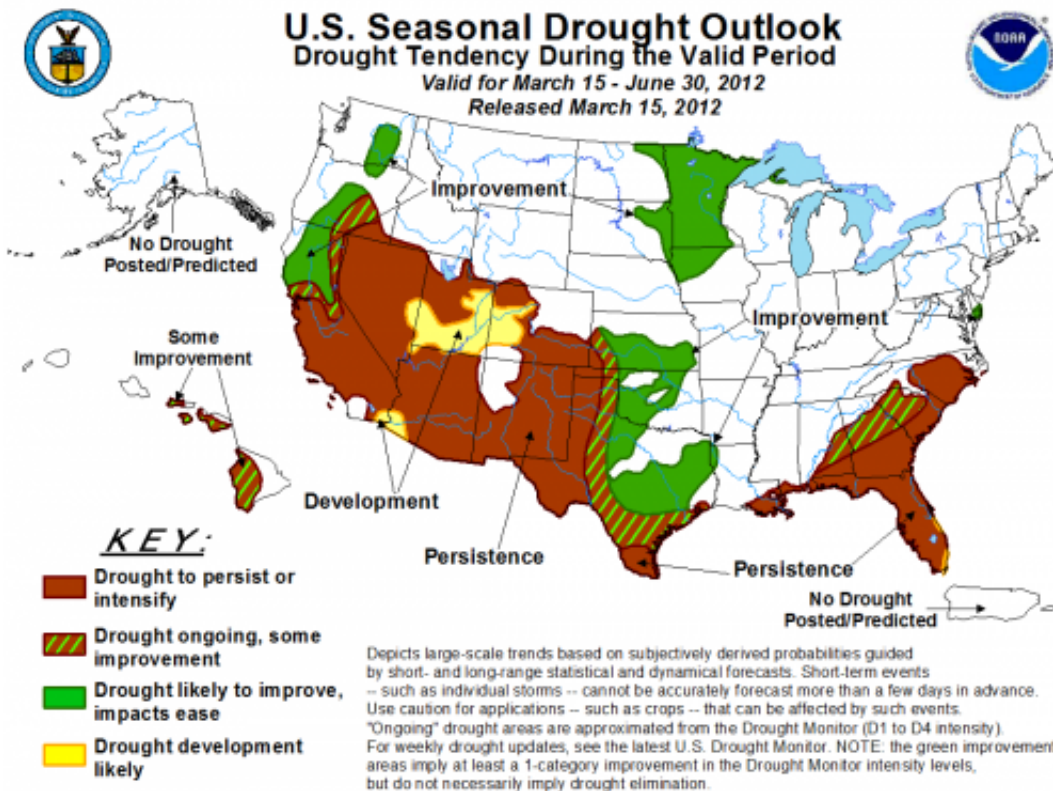 U.S. Seasonal Drought Outlook
Drought Tendency During the Valid Period
Valid for March 15 - June 30, 2012
Released March 15, 2012
NOAA
Improvement
No Drought
Posted/Predicted
Improvement
Some
Improvement
Development
Persistence
Persistence
No Drought
Posted/Predicted
KEY:
Drought to persist or
intensify
Drought ongoing, some
improvement
Drought likely to improve,
impacts ease
Drought development
likely
Depicts large-scale trends based on subjectively derived probabilities guided
by short- and long-range statistical and dynamical forecasts. Short-term events
-- such as individual storms -- cannot be accurately forecast more than a few days in advance.
Use caution for applications -- such as crops -- that can be affected by such events.
"Ongoing" drought areas are approximated from the Drought Monitor (D1 to D4 intensity).
For weekly drought updates, see the latest U.S. Drought Monitor. NOTE: the green improvement
areas imply at least a 1-category improvement in the Drought Monitor intensity levels,
but do not necessarily imply drought elimination.